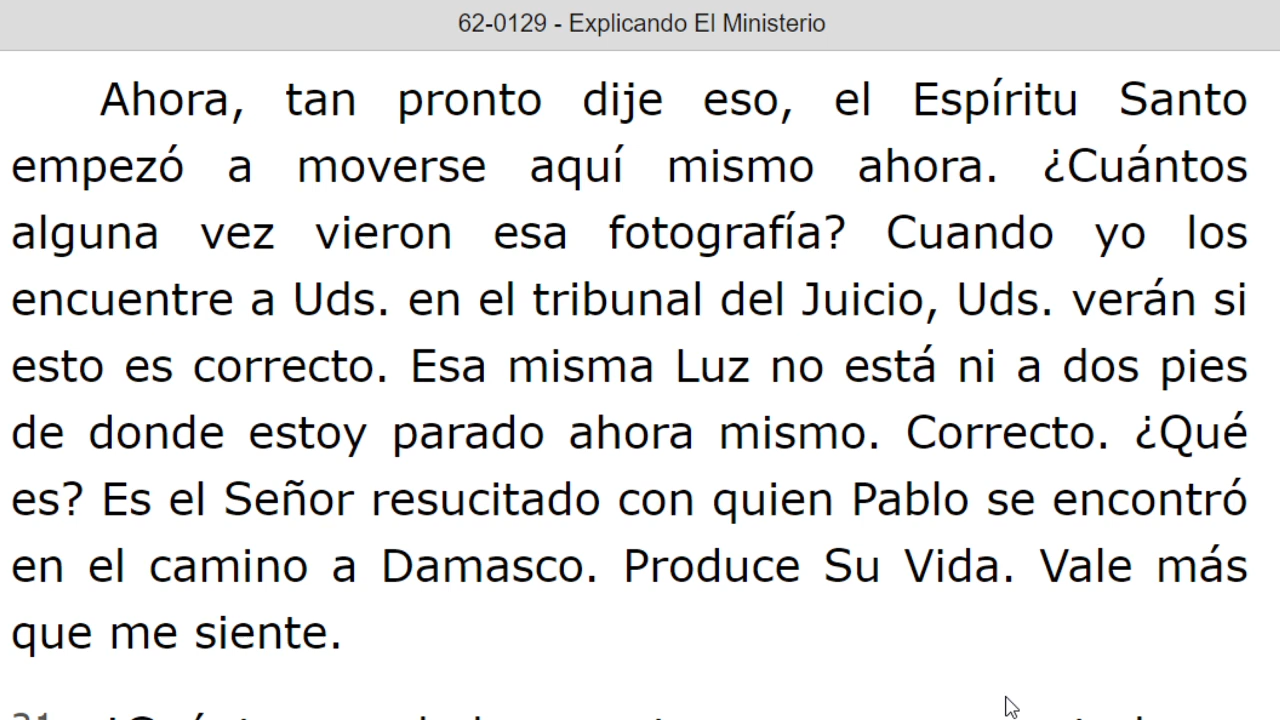 62-0129 - Explicando El Ministerio
Ahora, tan pronto dije eso, el Espíritu Santo
empezó a moverse aquí mismo ahora. ¿Cuántos
alguna vez vieron esa fotografía? Cuando yo los
encuentre a Uds. en el tribunal del Juicio, Uds. verán si
esto es correcto. Esa misma Luz no está ni a dos pies
de donde estoy parado ahora mismo. Correcto. ¿Qué
es? Es el Señor resucitado con quien Pablo se encontró
en el camino a Damasco. Produce Su Vida. Vale más
que me siente.